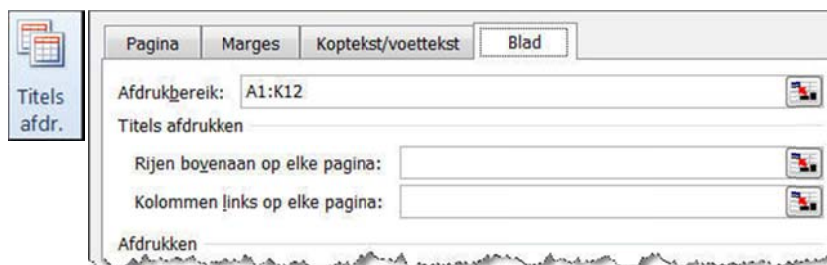 Titels
afdr.
Pagina Marges Koptekst/voettekst Blad
Afdrukbereik: A1:K12
Titels afdrukken
Rijen bovenaan op elke pagina:
Kolommen links op elke pagina:
Afdrukken